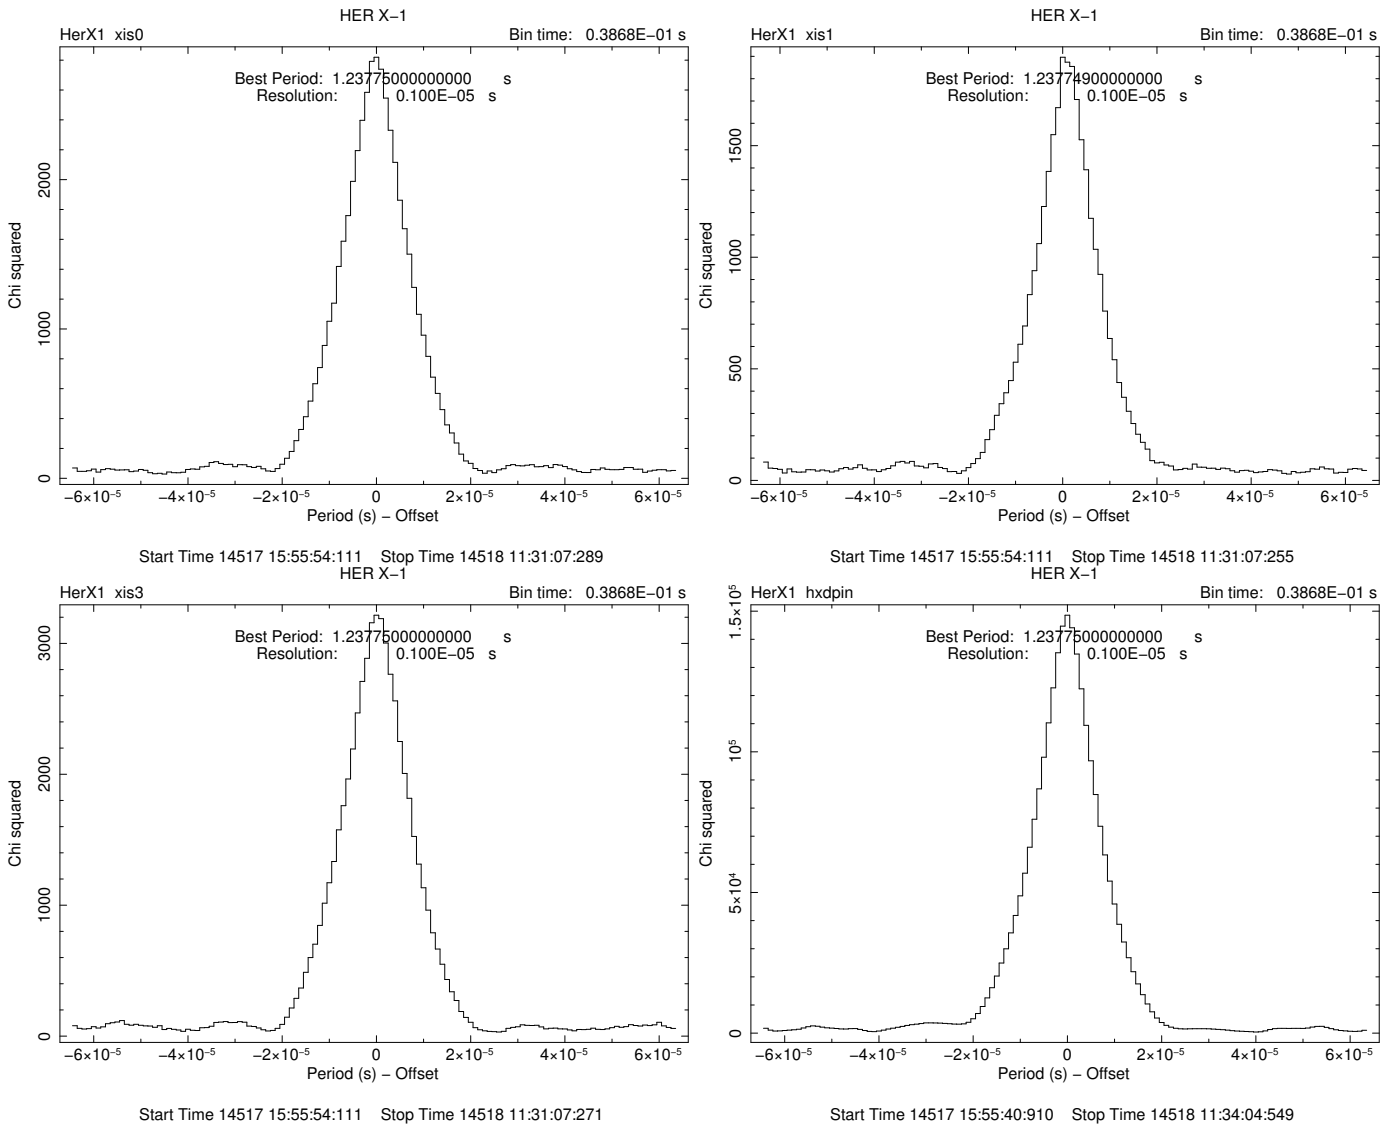 HER X−1
HerX1 xis0 Bin time: 0.3868E−01 s
Best Period: 1.23775000000000 s
Resolution: 0.100E−05 s
2000
1000
0
Chi squared
−6×10⁻⁵ −4×10⁻⁵ −2×10⁻⁵ 0 2×10⁻⁵ 4×10⁻⁵ 6×10⁻⁵
Period (s) − Offset
Start Time 14517 15:55:54:111 Stop Time 14518 11:31:07:289
HER X−1
HerX1 xis1 Bin time: 0.3868E−01 s
Best Period: 1.23774900000000 s
Resolution: 0.100E−05 s
1500
1000
500
0
Chi squared
−6×10⁻⁵ −4×10⁻⁵ −2×10⁻⁵ 0 2×10⁻⁵ 4×10⁻⁵ 6×10⁻⁵
Period (s) − Offset
Start Time 14517 15:55:54:111 Stop Time 14518 11:31:07:255
HER X−1
HerX1 xis3 Bin time: 0.3868E−01 s
Best Period: 1.23775000000000 s
Resolution: 0.100E−05 s
3000
2000
1000
0
Chi squared
−6×10⁻⁵ −4×10⁻⁵ −2×10⁻⁵ 0 2×10⁻⁵ 4×10⁻⁵ 6×10⁻⁵
Period (s) − Offset
Start Time 14517 15:55:54:111 Stop Time 14518 11:31:07:271
HER X−1
HerX1 hxdpin Bin time: 0.3868E−01 s
Best Period: 1.23775000000000 s
Resolution: 0.100E−05 s
1.5×10⁵
10⁵
5×10⁴
0
Chi squared
−6×10⁻⁵ −4×10⁻⁵ −2×10⁻⁵ 0 2×10⁻⁵ 4×10⁻⁵ 6×10⁻⁵
Period (s) − Offset
Start Time 14517 15:55:40:910 Stop Time 14518 11:34:04:549